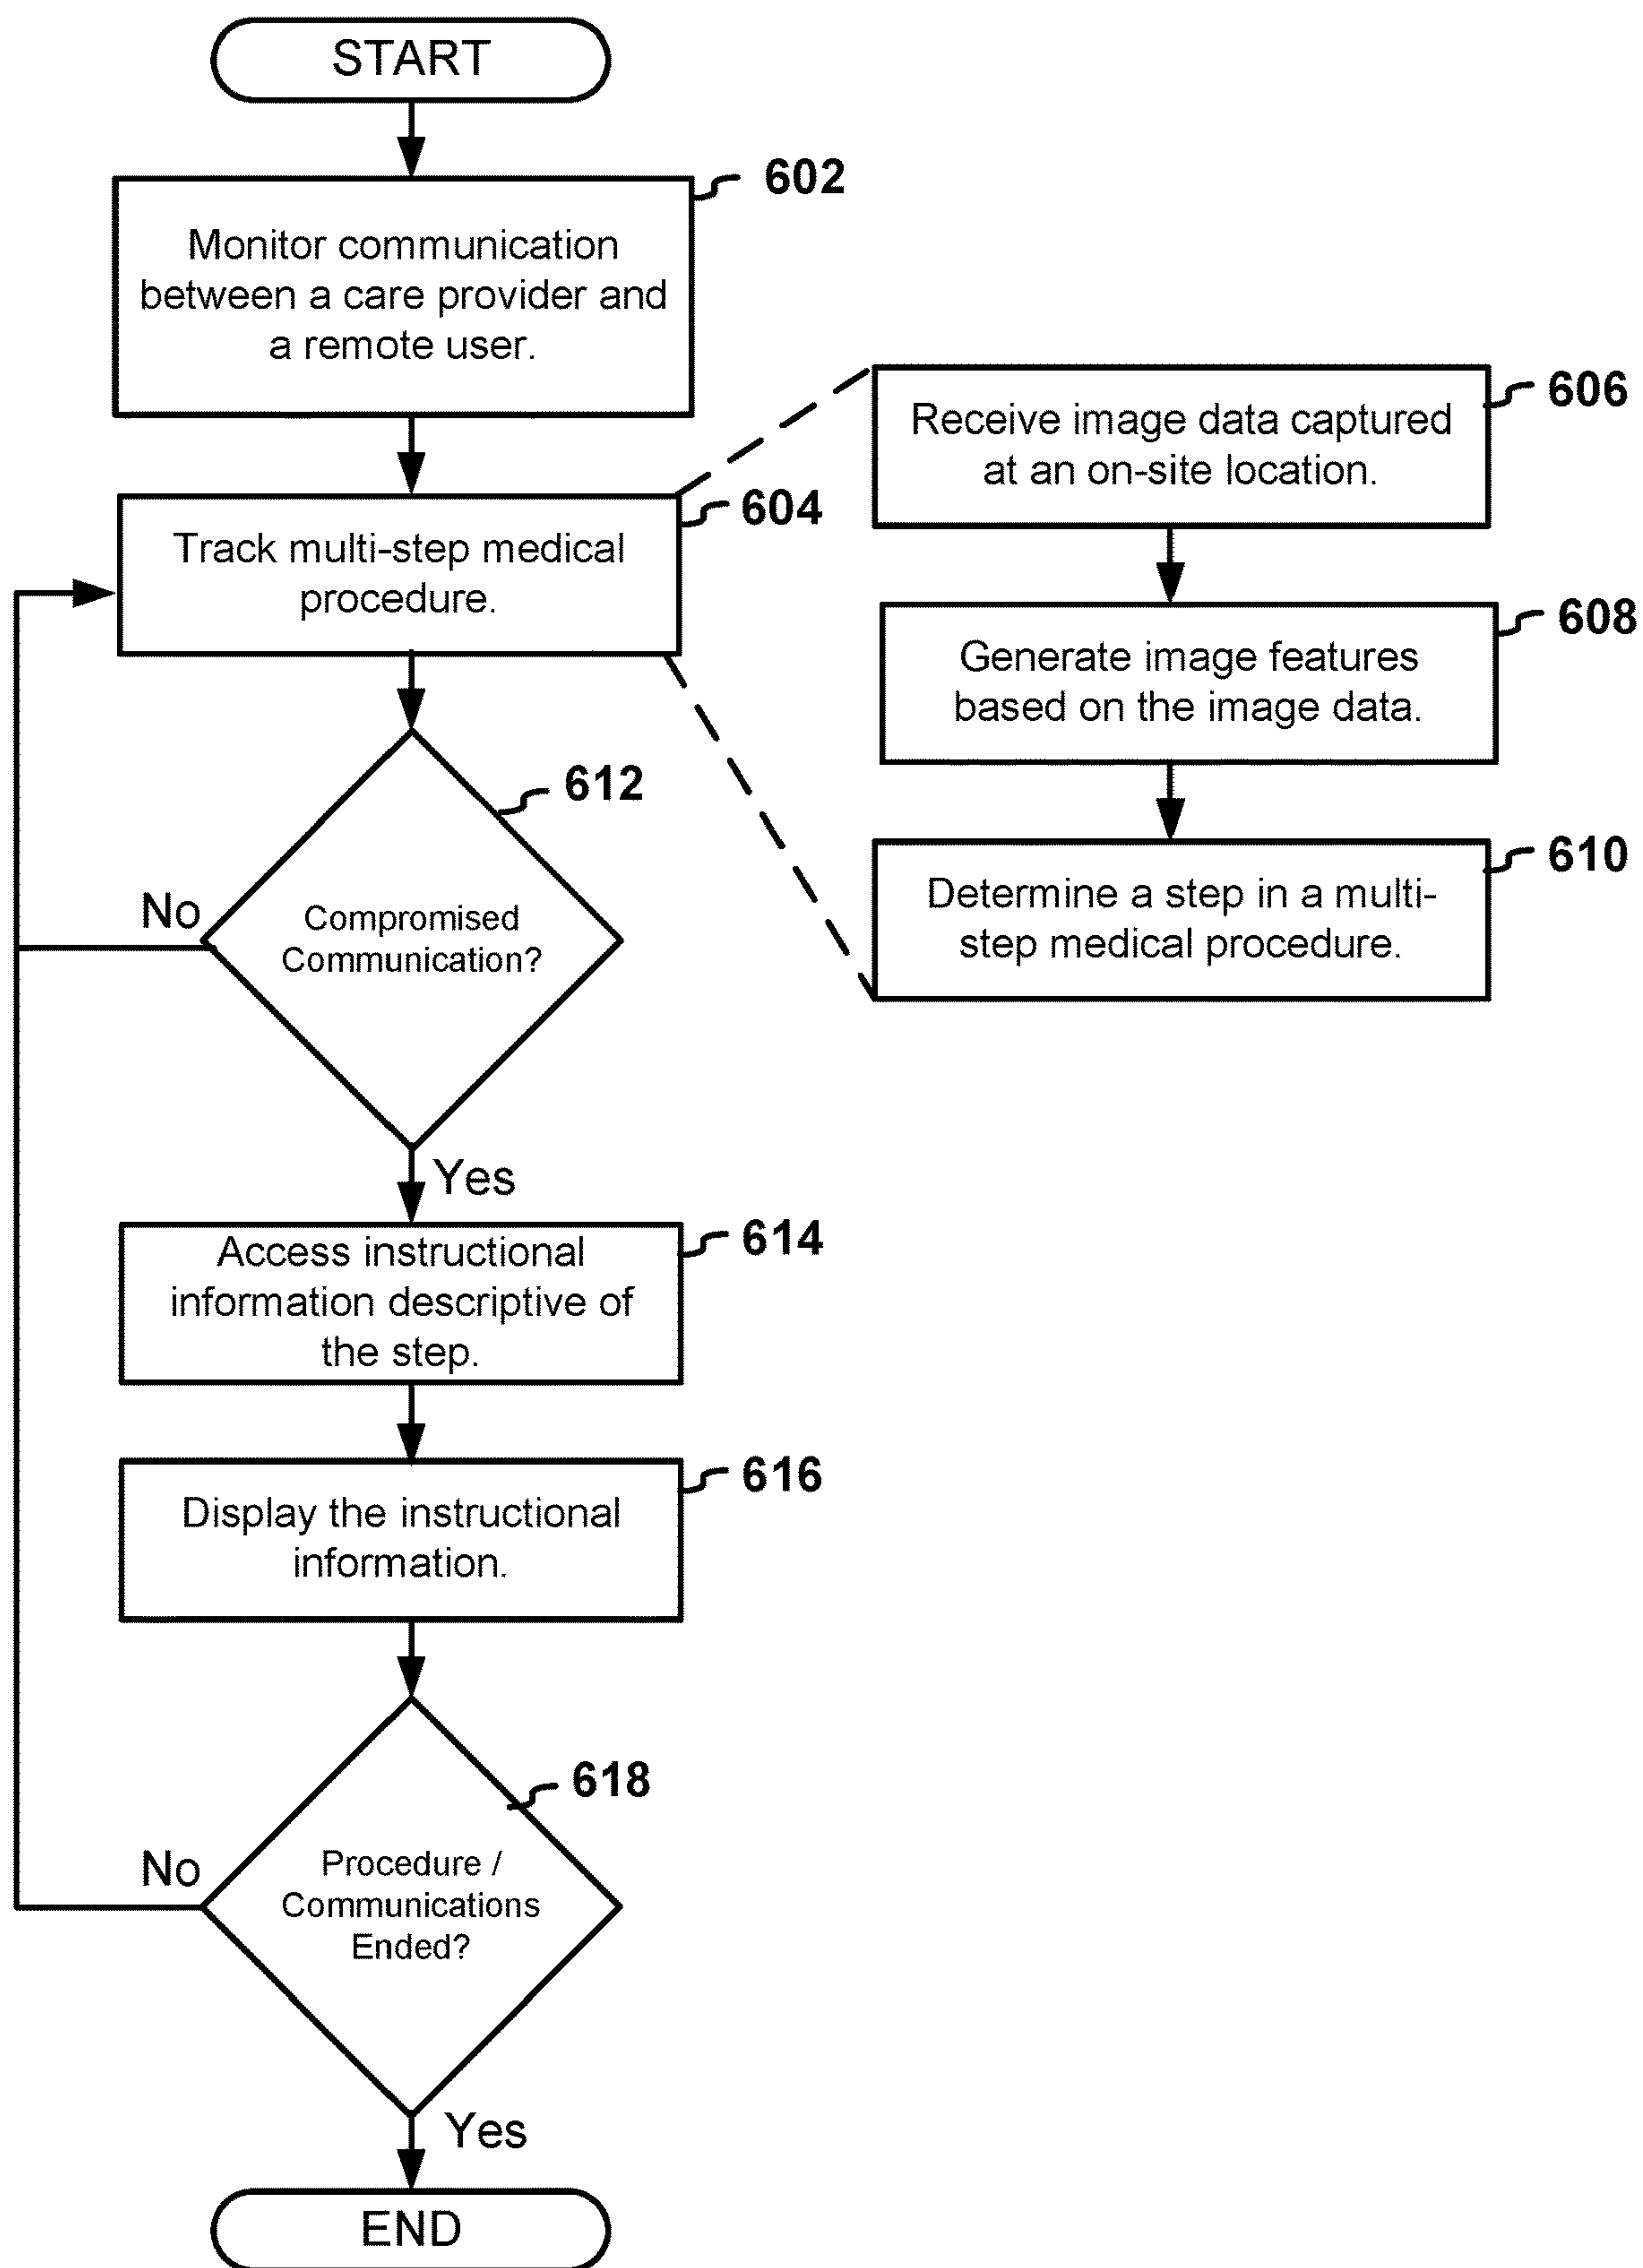 START
602
Monitor communication
between a care provider and
a remote user.
604
Track multi-step medical
procedure.
606
Receive image data captured
at an on-site location.
608
Generate image features
based on the image data.
610
Determine a step in a multi-
step medical procedure.
612
No
Compromised
Communication?
Yes
614
Access instructional
information descriptive of
the step.
616
Display the instructional
information.
618
No
Procedure /
Communications
Ended?
Yes
END